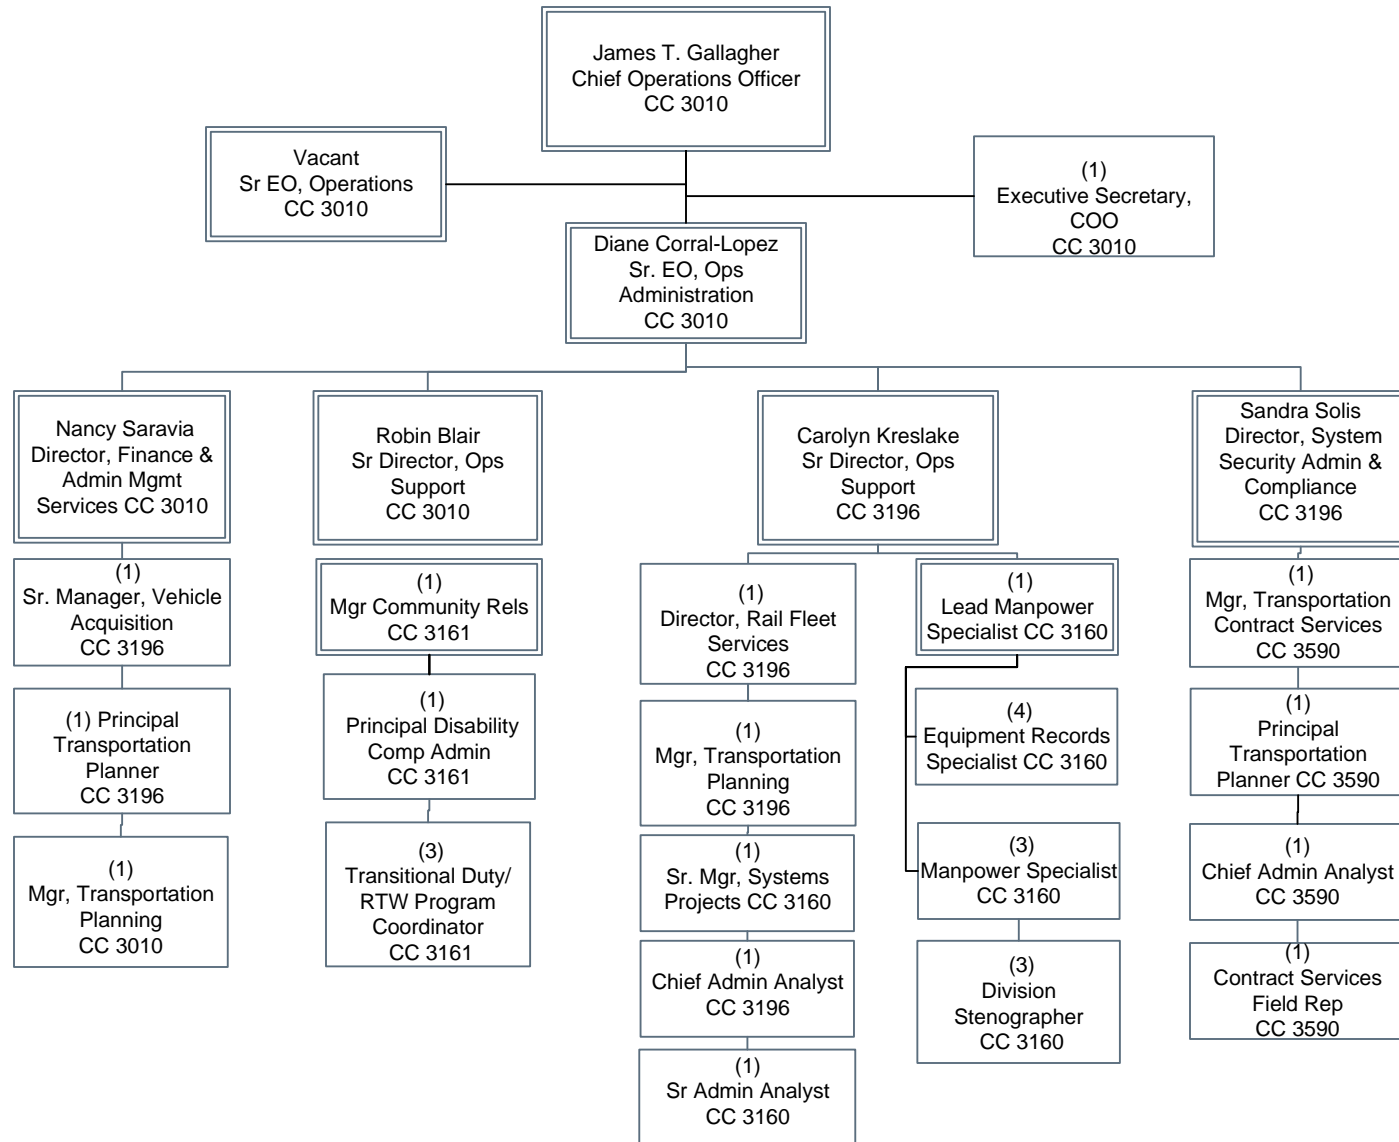 James T. Gallagher
Chief Operations Officer
CC 3010
Vacant
Sr EO, Operations
CC 3010
(1)
Executive Secretary,
COO
CC 3010
Diane Corral-Lopez
Sr. EO, Ops
Administration
CC 3010
Nancy Saravia
Director, Finance &
Admin Mgmt
Services CC 3010
Robin Blair
Sr Director, Ops
Support
CC 3010
Carolyn Kreslake
Sr Director, Ops
Support
CC 3196
Sandra Solis
Director, System
Security Admin &
Compliance
CC 3196
(1)
Sr. Manager, Vehicle
Acquisition
CC 3196
(1) Principal
Transportation
Planner
CC 3196
(1)
Mgr, Transportation
Planning
CC 3010
(1)
Mgr Community Rels
CC 3161
(1)
Principal Disability
Comp Admin
CC 3161
(3)
Transitional Duty/
RTW Program
Coordinator
CC 3161
(1)
Director, Rail Fleet
Services
CC 3196
(1)
Mgr, Transportation
Planning
CC 3196
(1)
Sr. Mgr, Systems
Projects CC 3160
(1)
Chief Admin Analyst
CC 3196
(1)
Sr Admin Analyst
CC 3160
(1)
Lead Manpower
Specialist CC 3160
(4)
Equipment Records
Specialist CC 3160
(3)
Manpower Specialist
CC 3160
(3)
Division
Stenographer
CC 3160
(1)
Mgr, Transportation
Contract Services
CC 3590
(1)
Principal
Transportation
Planner CC 3590
(1)
Chief Admin Analyst
CC 3590
(1)
Contract Services
Field Rep
CC 3590